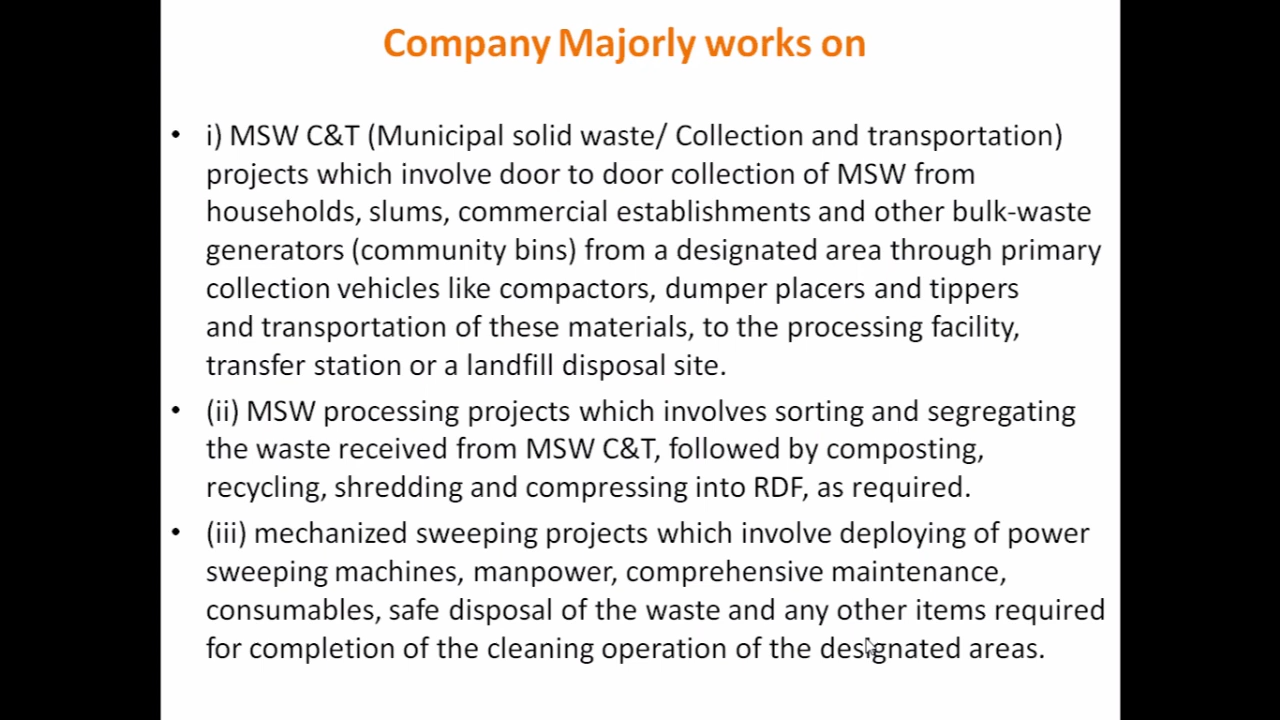 Company Majorly works on
• i) MSW C&T (Municipal solid waste/ Collection and transportation)
projects which involve door to door collection of MSW from
households, slums, commercial establishments and other bulk-waste
generators (community bins) from a designated area through primary
collection vehicles like compactors, dumper placers and tippers
and transportation of these materials, to the processing facility,
transfer station or a landfill disposal site.
• (ii) MSW processing projects which involves sorting and segregating
the waste received from MSW C&T, followed by composting,
recycling, shredding and compressing into RDF, as required.
• (iii) mechanized sweeping projects which involve deploying of power
sweeping machines, manpower, comprehensive maintenance,
consumables, safe disposal of the waste and any other items required
for completion of the cleaning operation of the designated areas.